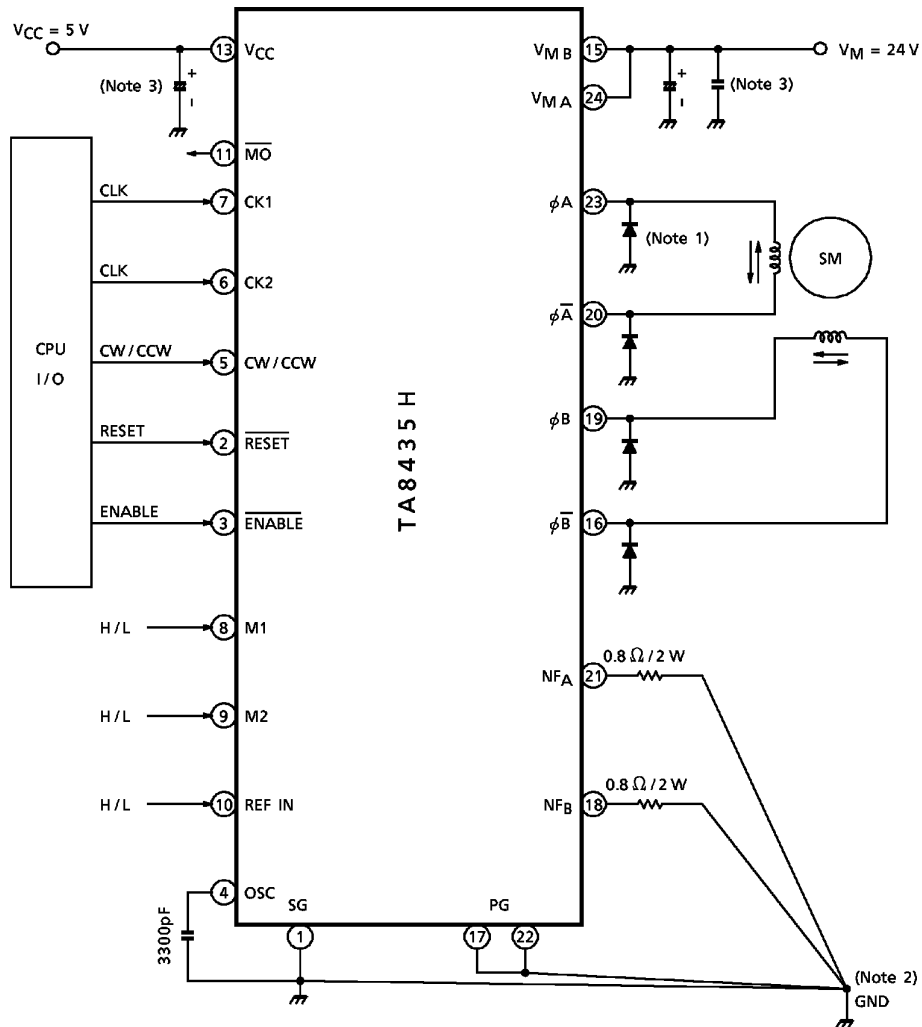 VCC = 5 V
(Note 3)
+
−
13
VCC
11
MO
CPU
I/O
CLK
7
CK1
CLK
6
CK2
CW/CCW
5
CW/CCW
RESET
2
RESET
ENABLE
3
ENABLE
H/L
8
M1
H/L
9
M2
H/L
10
REF IN
4
OSC
3300pF
SG
1
PG
17
22
TA8435H
VM B
15
VM A
24
VM = 24 V
+
−
(Note 3)
φA
23
(Note 1)
SM
φA
20
φB
19
φB
16
NFA
21
0.8 Ω/2 W
NFB
18
0.8 Ω/2 W
(Note 2)
GND